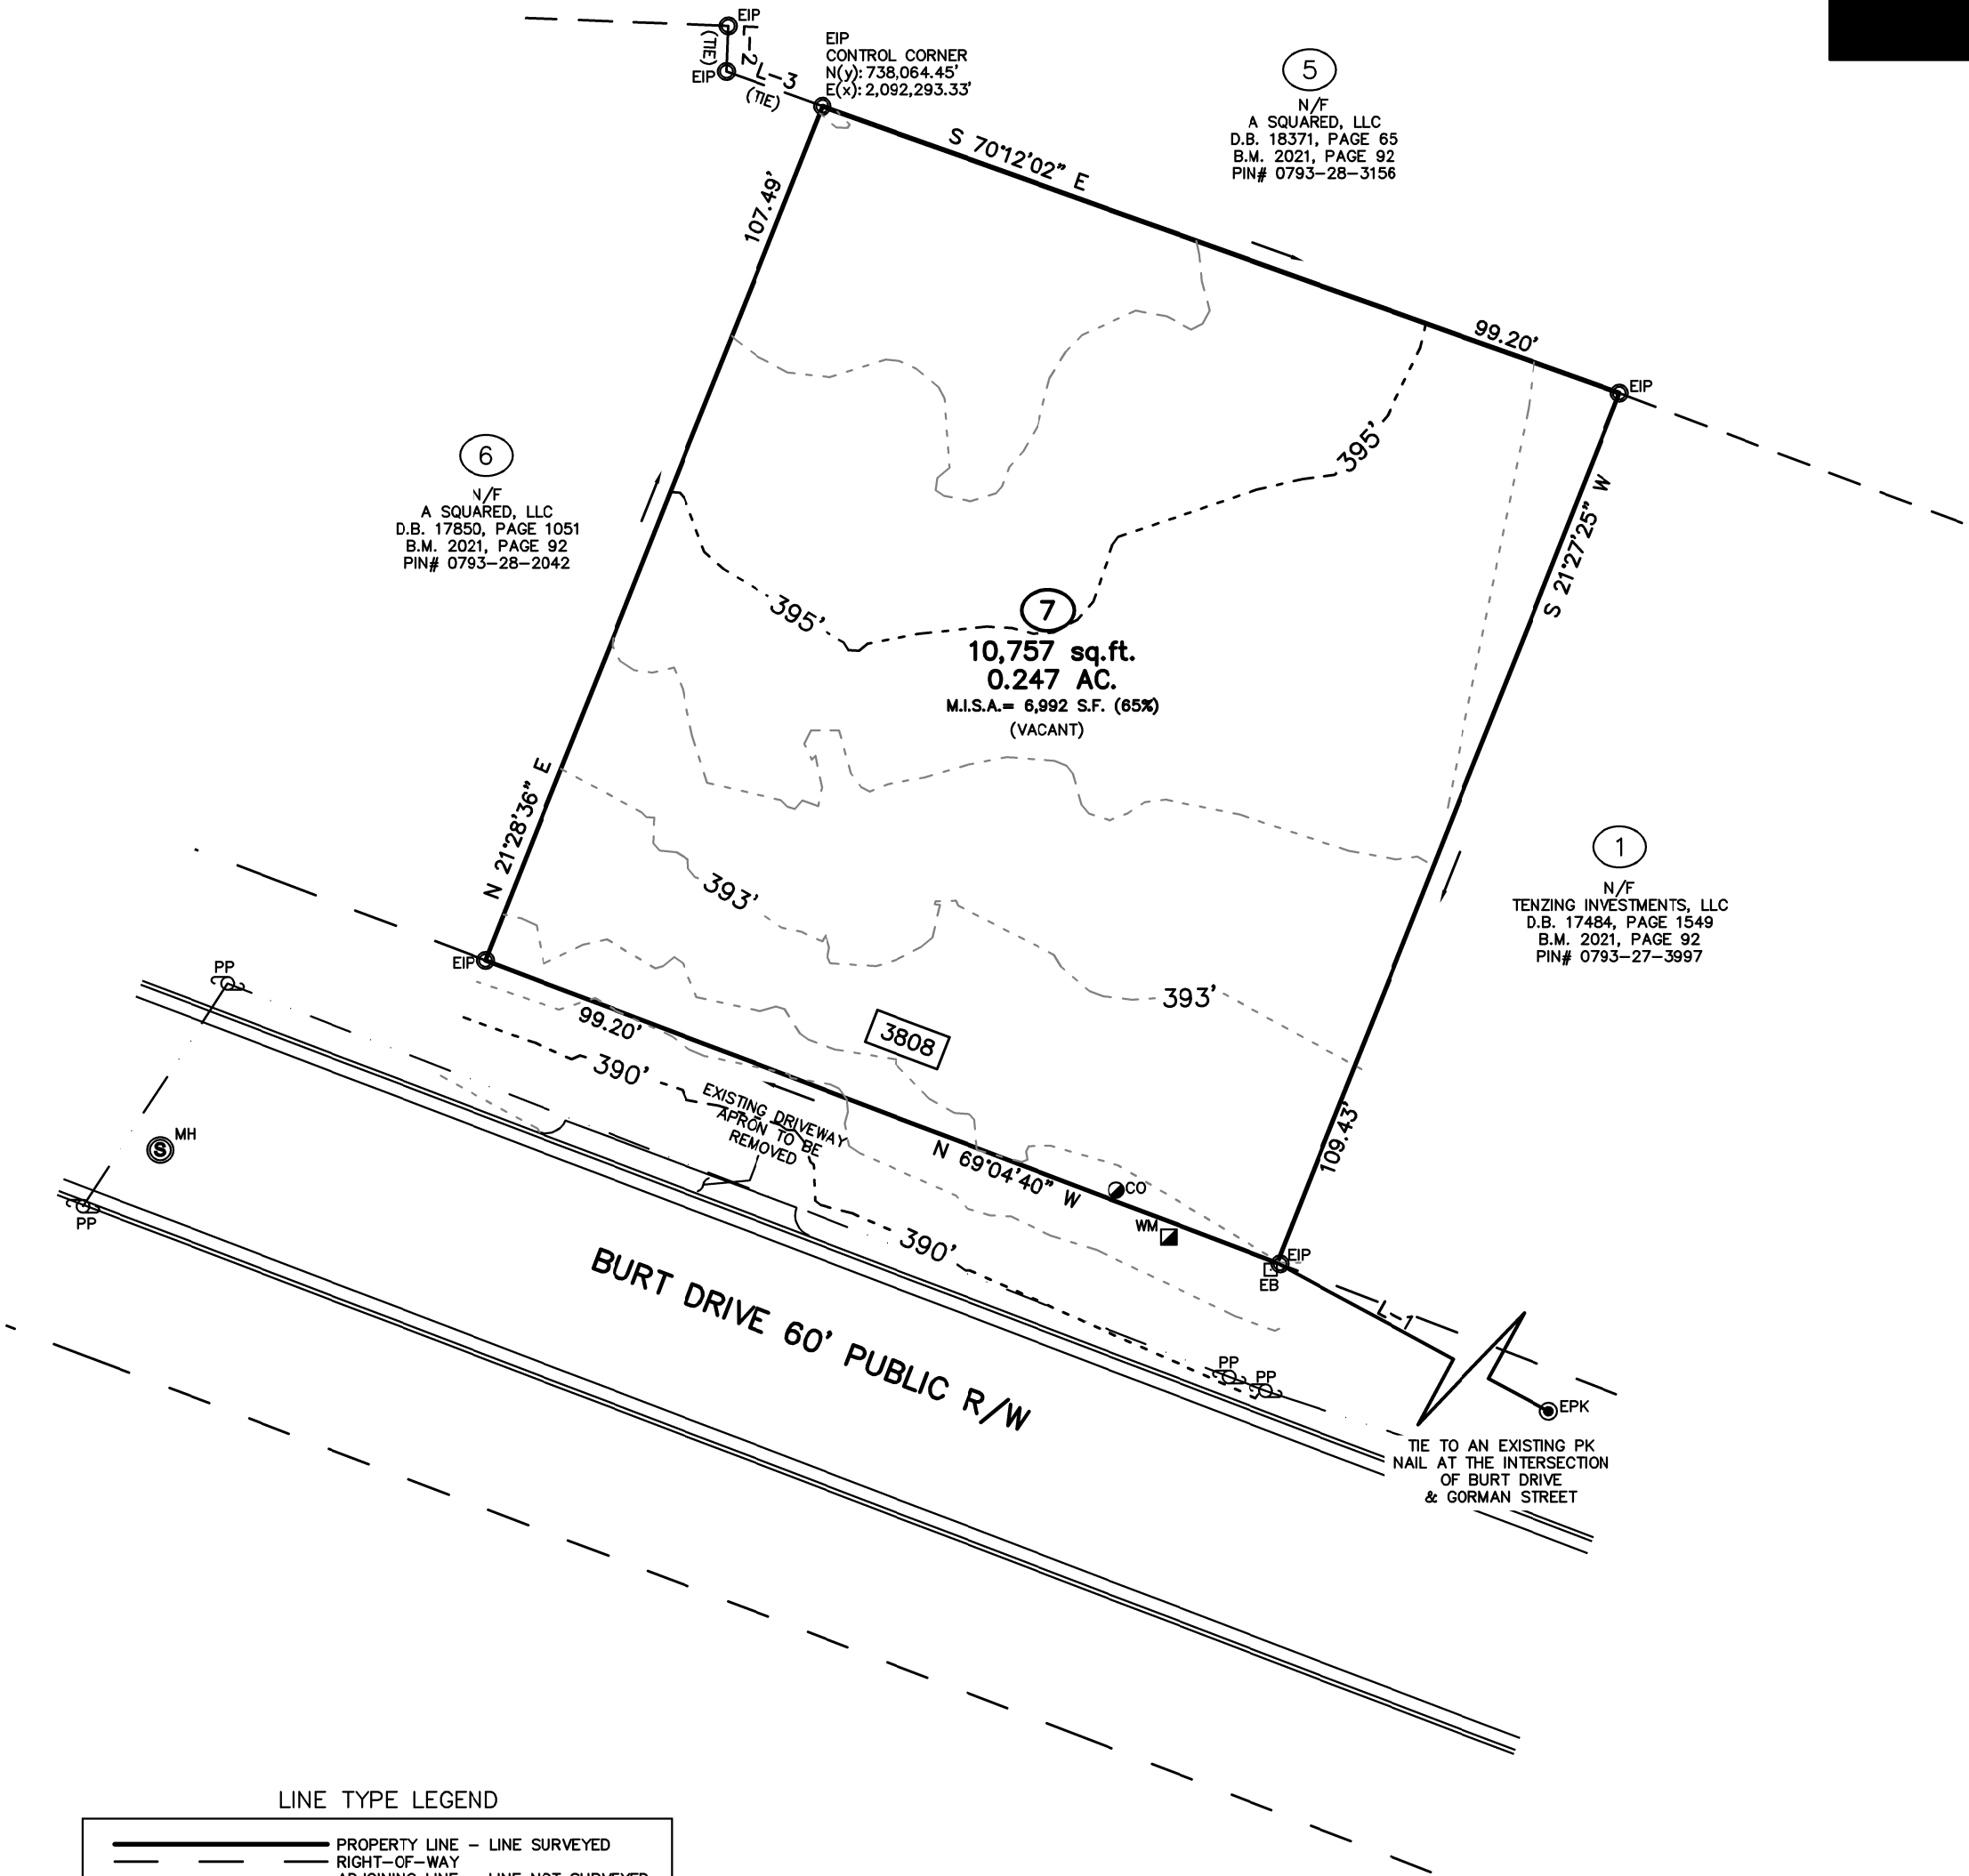 EIP
L-2
(TIE)
EIP
L-3
(TIE)
EIP
CONTROL CORNER
N(y): 738,064.45'
E(x): 2,092,293.33'
5
N/F
A SQUARED, LLC
D.B. 18371, PAGE 65
B.M. 2021, PAGE 92
PIN# 0793-28-3156
S 70°12'02" E
99.20'
EIP
107.49'
N 21°28'36" E
6
N/F
A SQUARED, LLC
D.B. 17850, PAGE 1051
B.M. 2021, PAGE 92
PIN# 0793-28-2042
395'
395'
S 21°27'25" W
109.43'
7
10,757 sq.ft.
0.247 AC.
M.I.S.A.= 6,992 S.F. (65%)
(VACANT)
1
N/F
TENZING INVESTMENTS, LLC
D.B. 17484, PAGE 1549
B.M. 2021, PAGE 92
PIN# 0793-27-3997
393'
393'
EIP
PP
99.20'
3808
390'
EXISTING DRIVEWAY
APRON TO BE
REMOVED
N 69°04'40" W
MH
S
PP
CO
WM
390'
EIP
EB
L-1
BURT DRIVE 60' PUBLIC R/W
PP
PP
EPK
TIE TO AN EXISTING PK
NAIL AT THE INTERSECTION
OF BURT DRIVE
& GORMAN STREET
LINE TYPE LEGEND
PROPERTY LINE - LINE SURVEYED
RIGHT-OF-WAY
ADJOINING LINE - LINE NOT SURVEYED